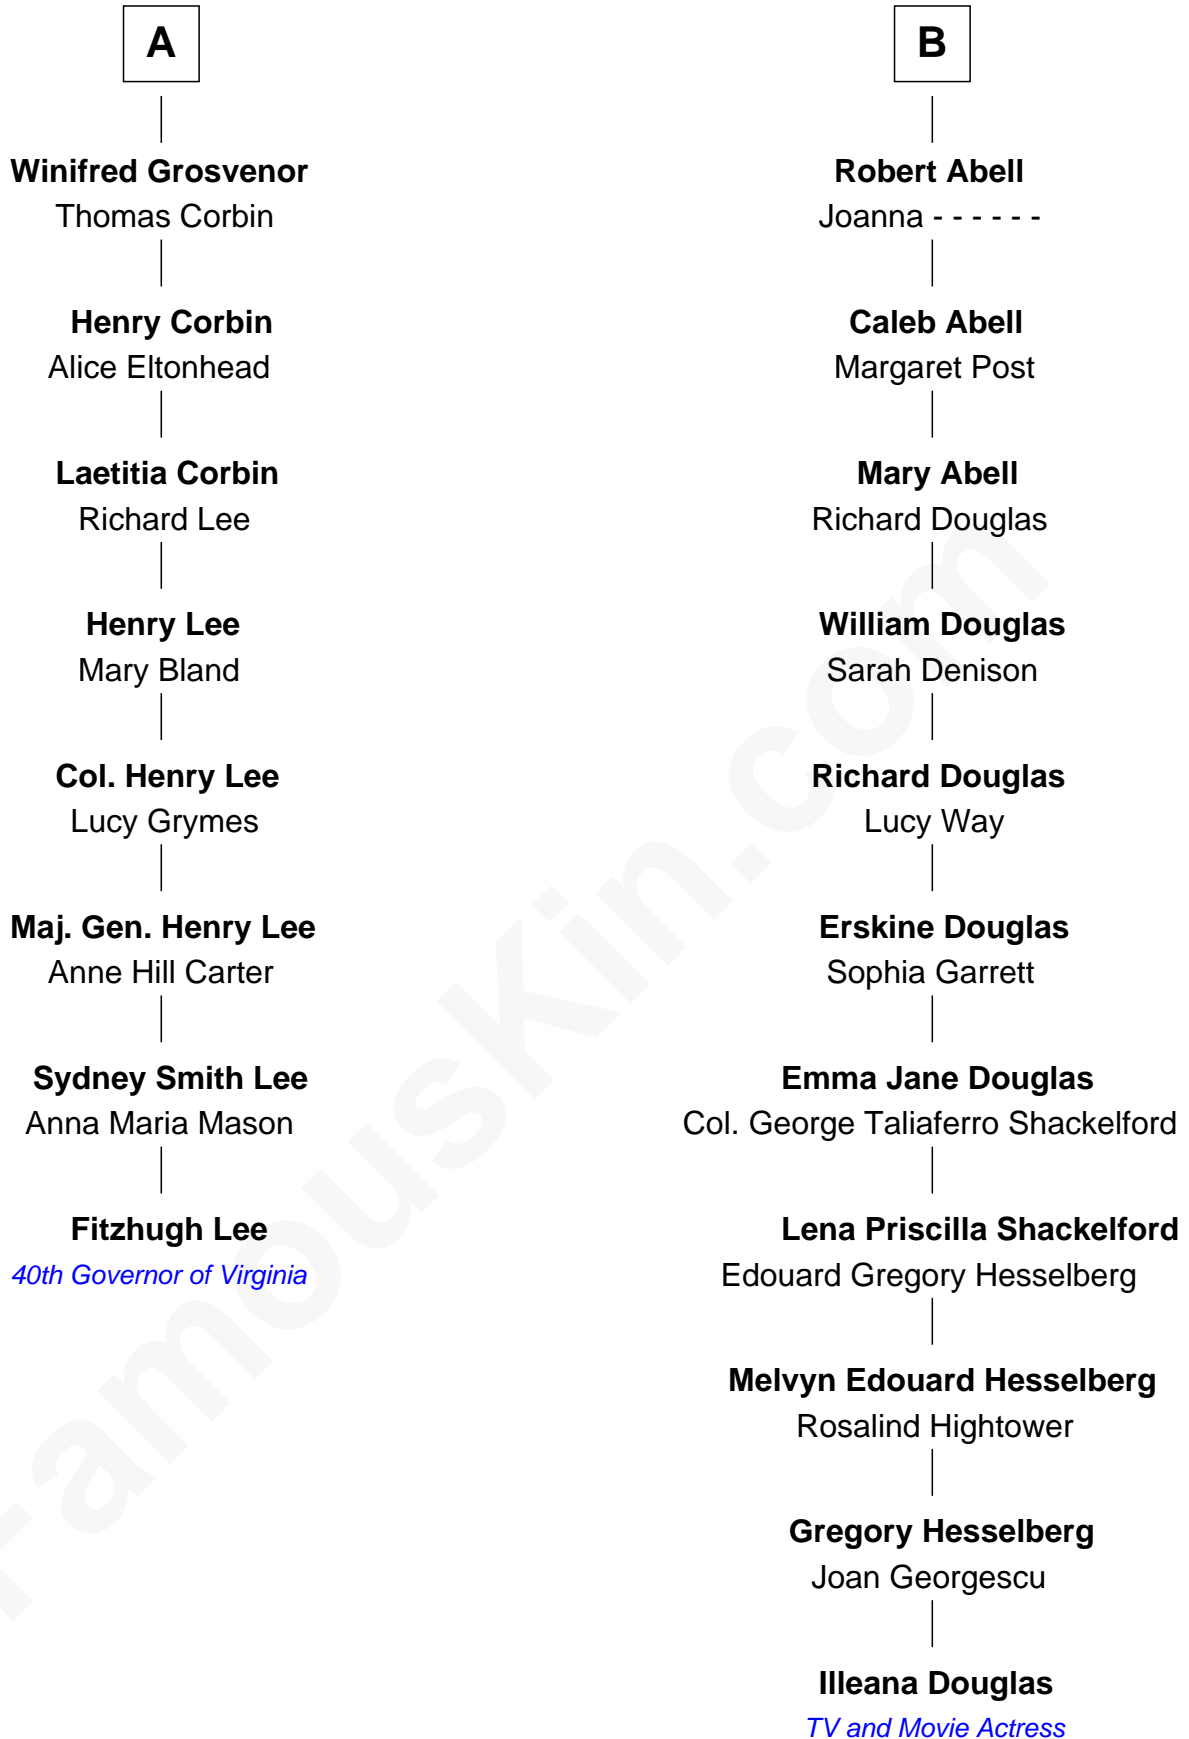 A
Winifred Grosvenor
Thomas Corbin
Henry Corbin
Alice Eltonhead
Laetitia Corbin
Richard Lee
Henry Lee
Mary Bland
Col. Henry Lee
Lucy Grymes
Maj. Gen. Henry Lee
Anne Hill Carter
Sydney Smith Lee
Anna Maria Mason
Fitzhugh Lee
40th Governor of Virginia
B
Robert Abell
Joanna - - - - - -
Caleb Abell
Margaret Post
Mary Abell
Richard Douglas
William Douglas
Sarah Denison
Richard Douglas
Lucy Way
Erskine Douglas
Sophia Garrett
Emma Jane Douglas
Col. George Taliaferro Shackelford
Lena Priscilla Shackelford
Edouard Gregory Hesselberg
Melvyn Edouard Hesselberg
Rosalind Hightower
Gregory Hesselberg
Joan Georgescu
Illeana Douglas
TV and Movie Actress
FamousKin.com